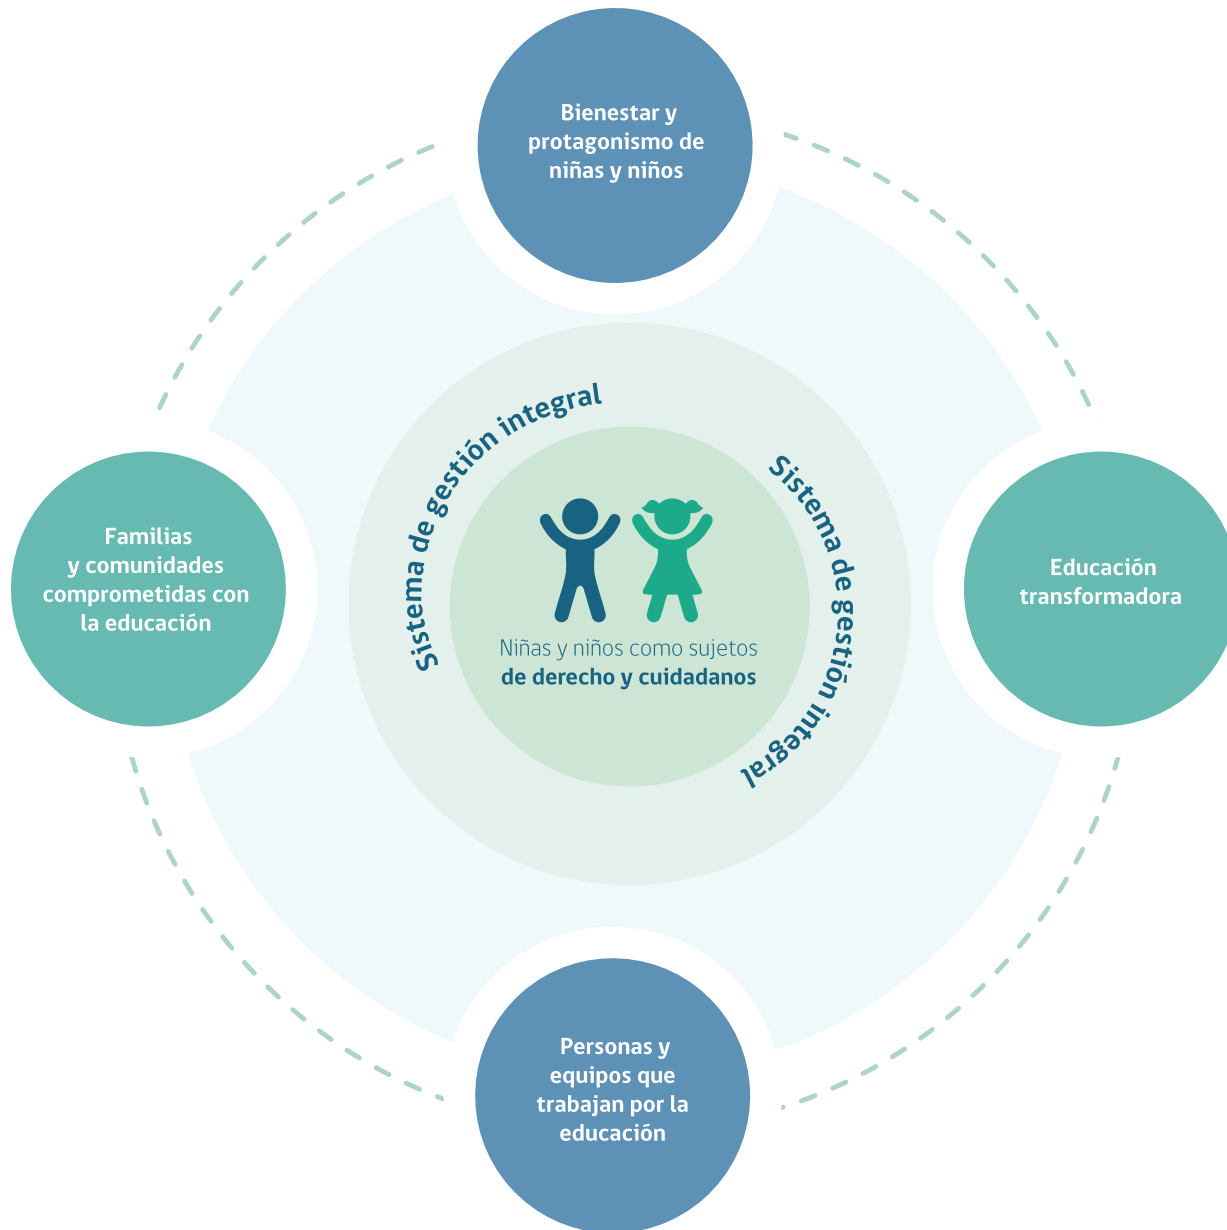 Bienestar y
protagonismo de
niñas y niños
Sistema de gestión integral
Sistema de gestión integral
Familias
y comunidades
comprometidas con
la educación
Niñas y niños como sujetos
de derecho y cuidadanos
Educación
transformadora
Personas y
equipos que
trabajan por la
educación